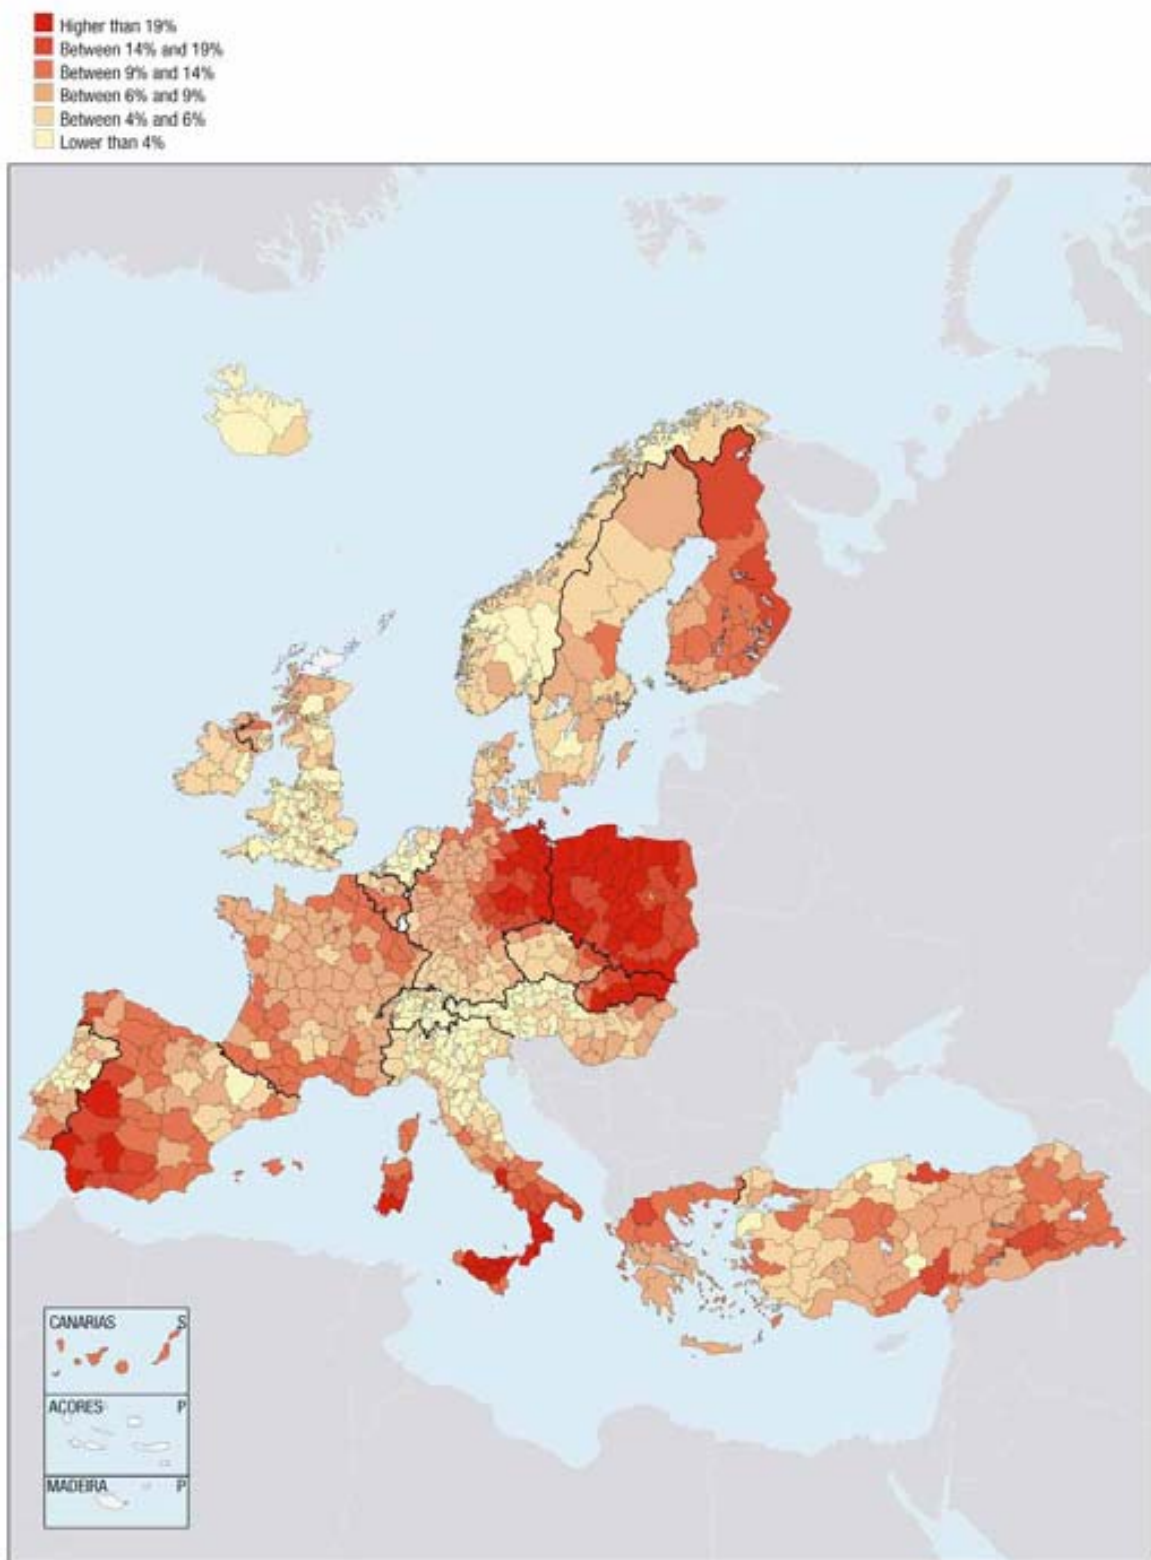 Higher than 19%
Between 14% and 19%
Between 9% and 14%
Between 6% and 9%
Between 4% and 6%
Lower than 4%
CANARIAS S
AÇORES P
MADEIRA P